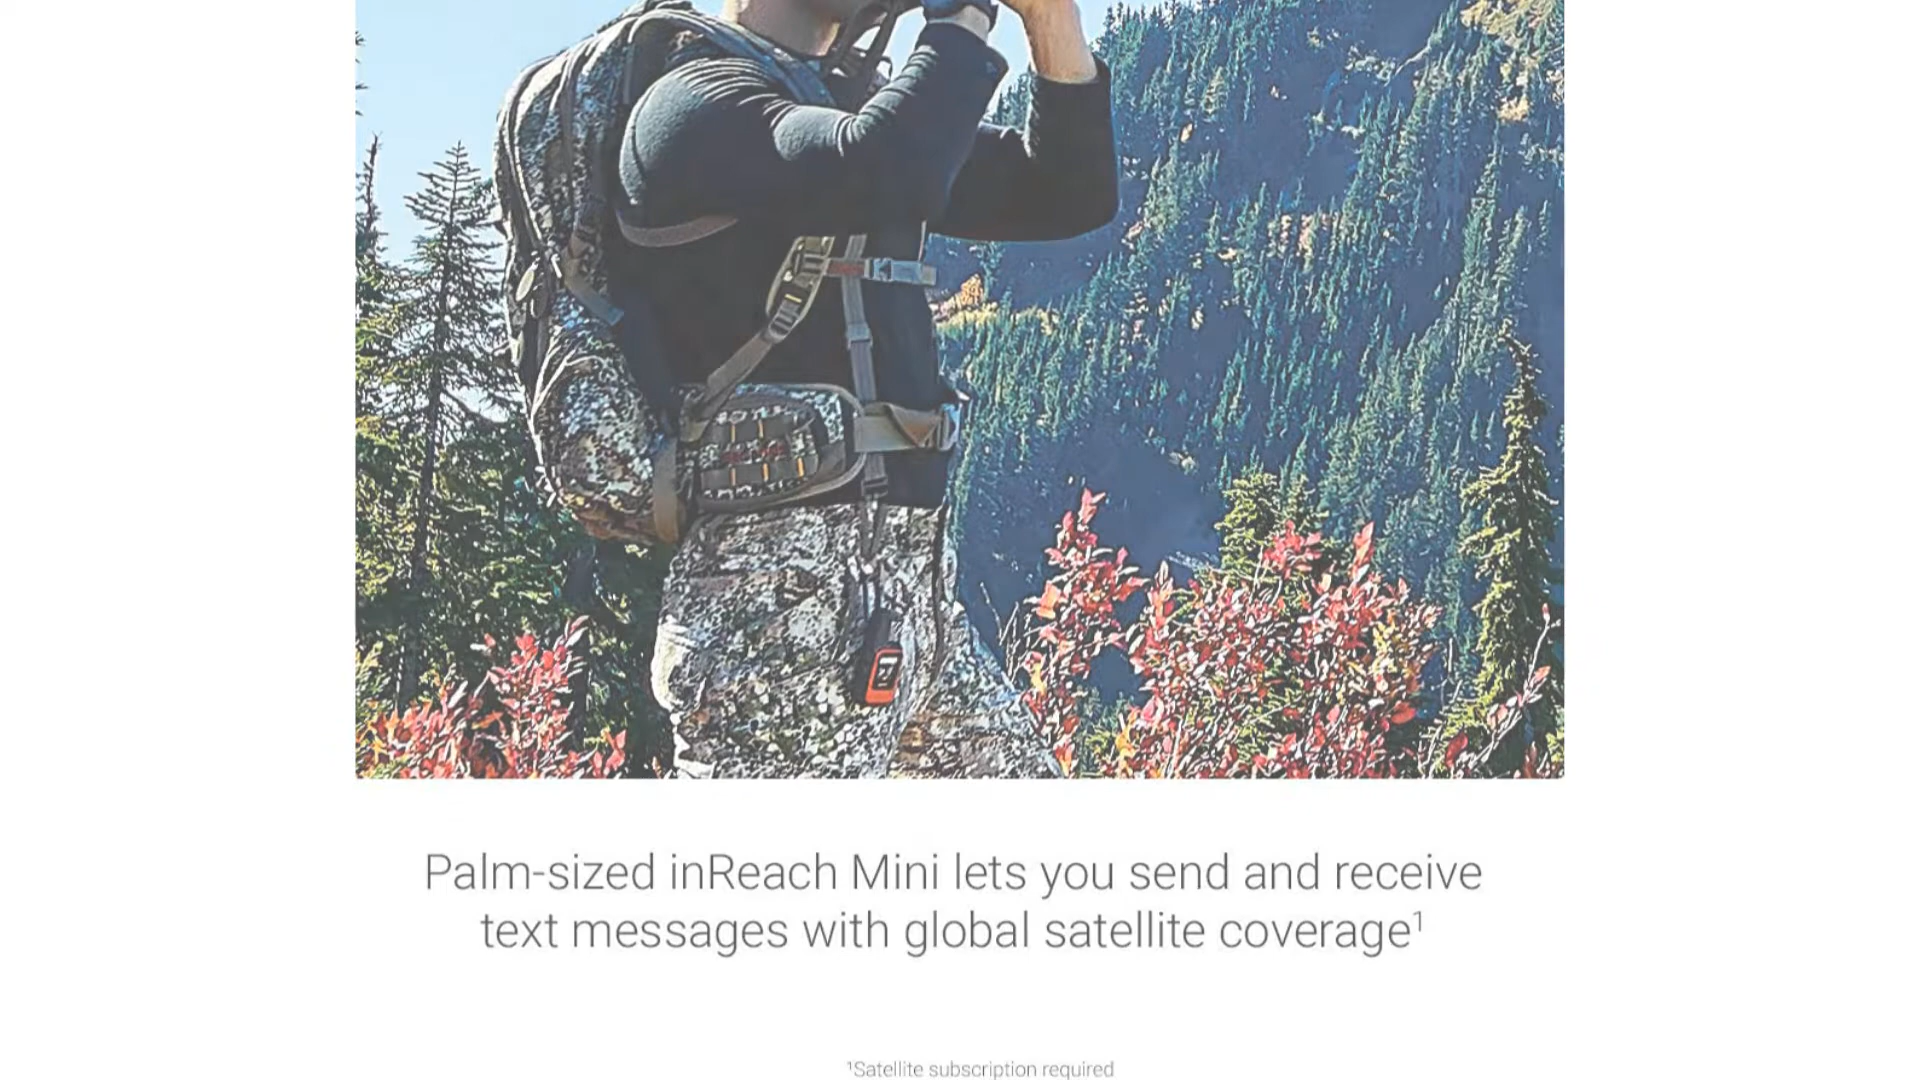 Palm-sized inReach Mini lets you send and receive
text messages with global satellite coverage¹
¹Satellite subscription required